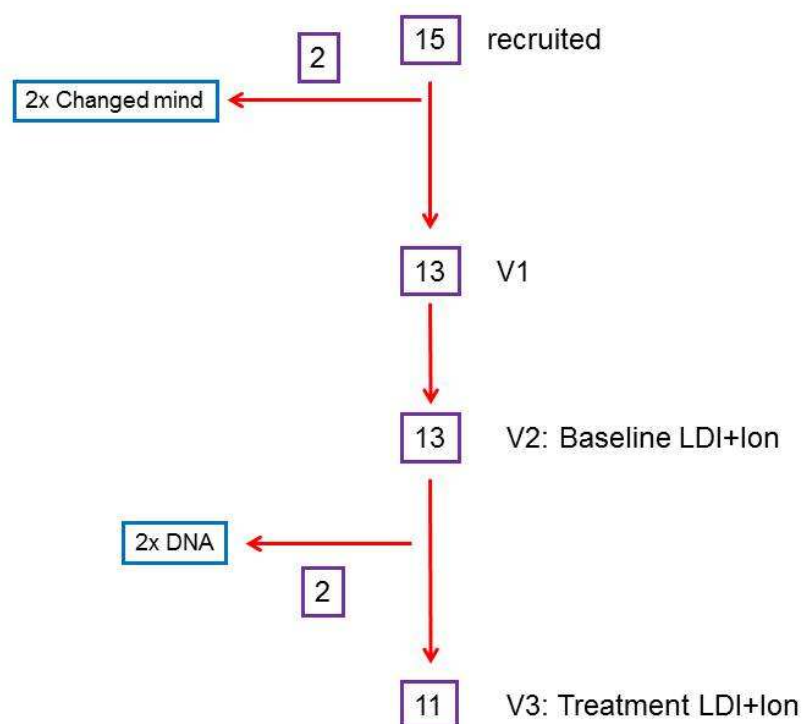 15 recruited
2
2x Changed mind
13 V1
13 V2: Baseline LDI+Ion
2x DNA
2
11 V3: Treatment LDI+Ion